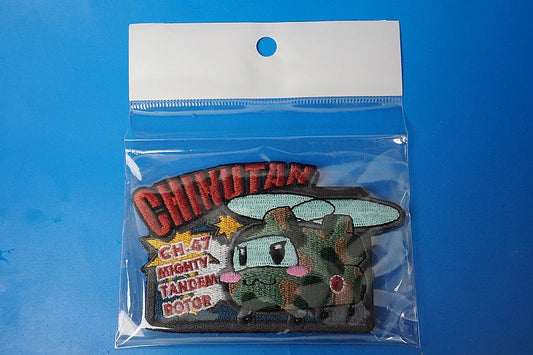 CHINUTAN
CH-47
MIGHTY
TANDEM
ROTOR